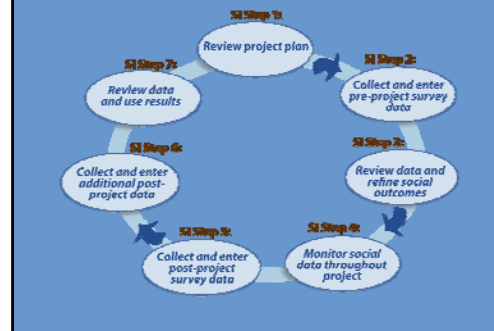 SI Step 1:
Review project plan
SI Step 2:
Collect and enter
pre-project survey
data
SI Step 3:
Review data and
refine social
outcomes
SI Step 4:
Monitor social
data throughout
project
SI Step 5:
Collect and enter
post-project
survey data
SI Step 6:
Collect and enter
additional post-
project data
SI Step 7:
Review data
and use results